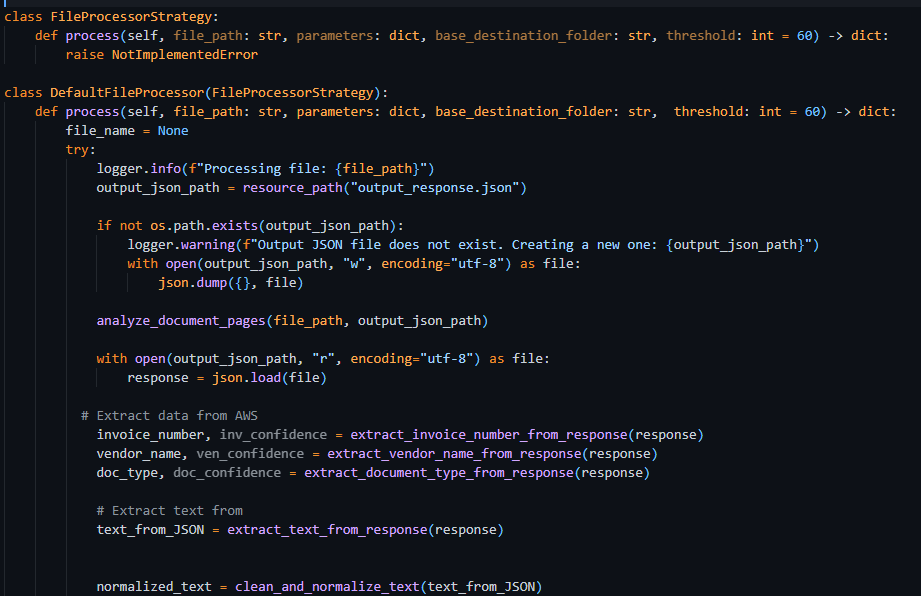 class FileProcessorStrategy:
    def process(self, file_path: str, parameters: dict, base_destination_folder: str, threshold: int = 60) -> dict:
        raise NotImplementedError

class DefaultFileProcessor(FileProcessorStrategy):
    def process(self, file_path: str, parameters: dict, base_destination_folder: str,  threshold: int = 60) -> dict:
        file_name = None
        try:
            logger.info(f"Processing file: {file_path}")
            output_json_path = resource_path("output_response.json")

            if not os.path.exists(output_json_path):
                logger.warning(f"Output JSON file does not exist. Creating a new one: {output_json_path}")
                with open(output_json_path, "w", encoding="utf-8") as file:
                    json.dump({}, file)

            analyze_document_pages(file_path, output_json_path)

            with open(output_json_path, "r", encoding="utf-8") as file:
                response = json.load(file)

          # Extract data from AWS
            invoice_number, inv_confidence = extract_invoice_number_from_response(response)
            vendor_name, ven_confidence = extract_vendor_name_from_response(response)
            doc_type, doc_confidence = extract_document_type_from_response(response)

            # Extract text from
            text_from_JSON = extract_text_from_response(response)


            normalized_text = clean_and_normalize_text(text_from_JSON)